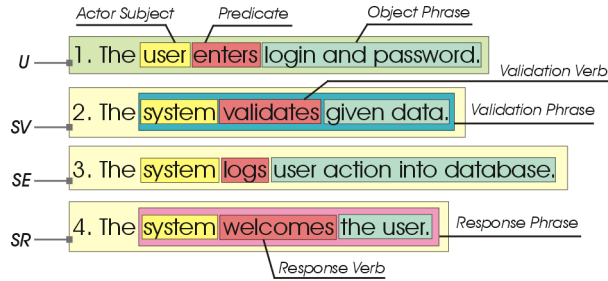 Actor Subject Predicate Object Phrase
U 1. The user enters login and password.
Validation Verb
SV 2. The system validates given data. Validation Phrase
SE 3. The system logs user action into database.
SR 4. The system welcomes the user. Response Phrase
Response Verb